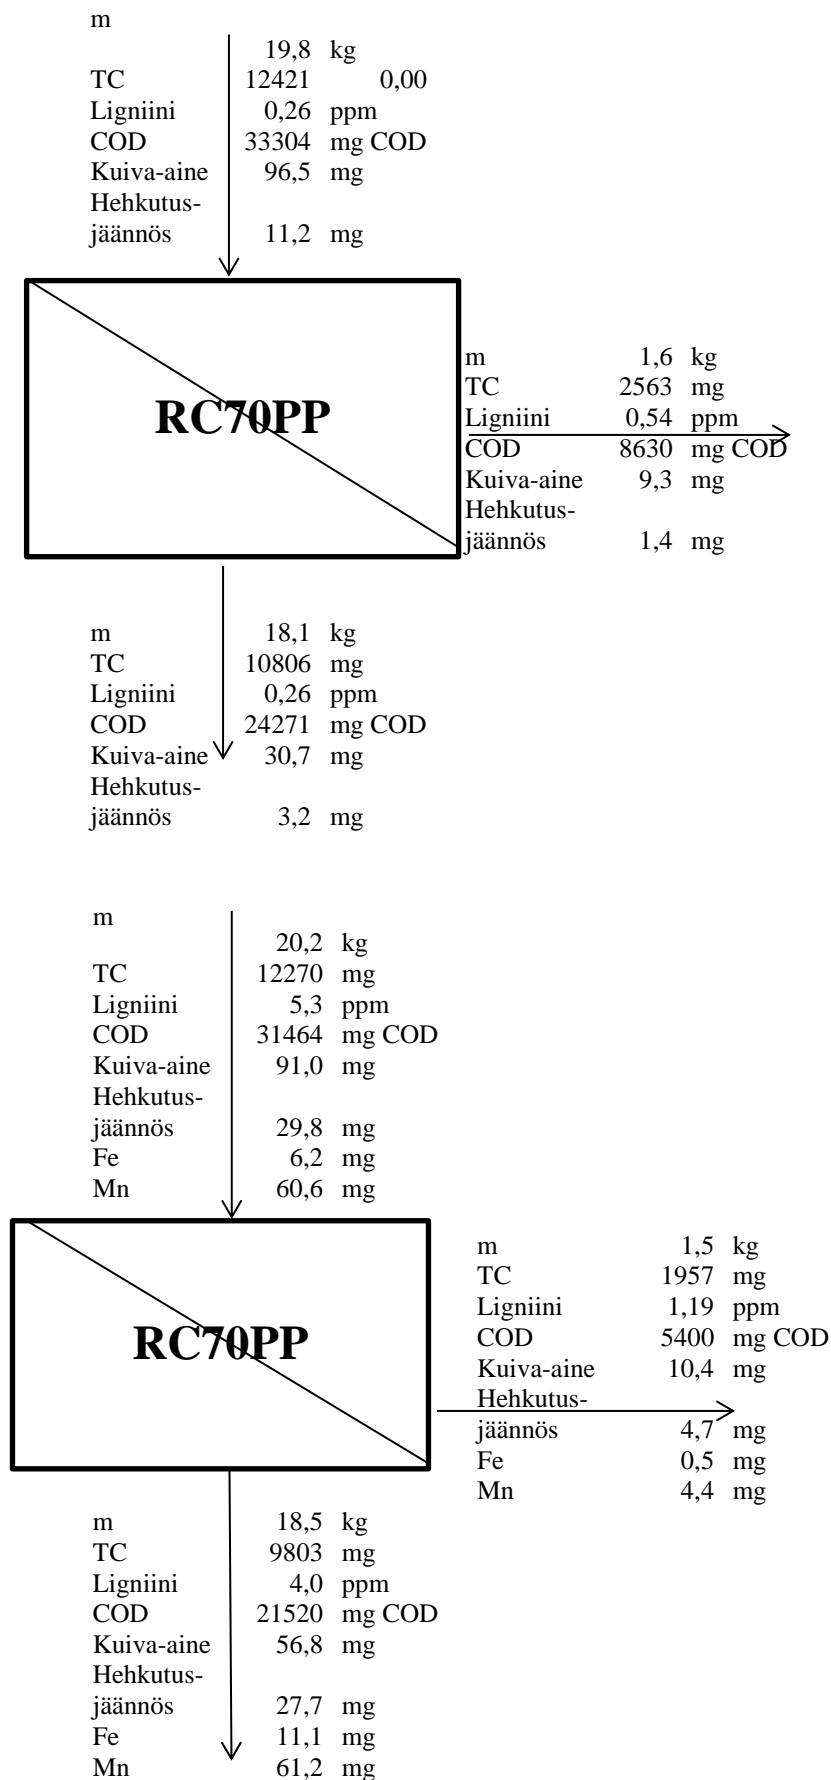 m
19,8 kg
TC 12421 0,00
Ligniini 0,26 ppm
COD 33304 mg COD
Kuiva-aine 96,5 mg
Hehkutus-
jäännös 11,2 mg
RC70PP
m 1,6 kg
TC 2563 mg
Ligniini 0,54 ppm
COD 8630 mg COD
Kuiva-aine 9,3 mg
Hehkutus-
jäännös 1,4 mg
m 18,1 kg
TC 10806 mg
Ligniini 0,26 ppm
COD 24271 mg COD
Kuiva-aine 30,7 mg
Hehkutus-
jäännös 3,2 mg
m
20,2 kg
TC 12270 mg
Ligniini 5,3 ppm
COD 31464 mg COD
Kuiva-aine 91,0 mg
Hehkutus-
jäännös 29,8 mg
Fe 6,2 mg
Mn 60,6 mg
RC70PP
m 1,5 kg
TC 1957 mg
Ligniini 1,19 ppm
COD 5400 mg COD
Kuiva-aine 10,4 mg
Hehkutus-
jäännös 4,7 mg
Fe 0,5 mg
Mn 4,4 mg
m 18,5 kg
TC 9803 mg
Ligniini 4,0 ppm
COD 21520 mg COD
Kuiva-aine 56,8 mg
Hehkutus-
jäännös 27,7 mg
Fe 11,1 mg
Mn 61,2 mg